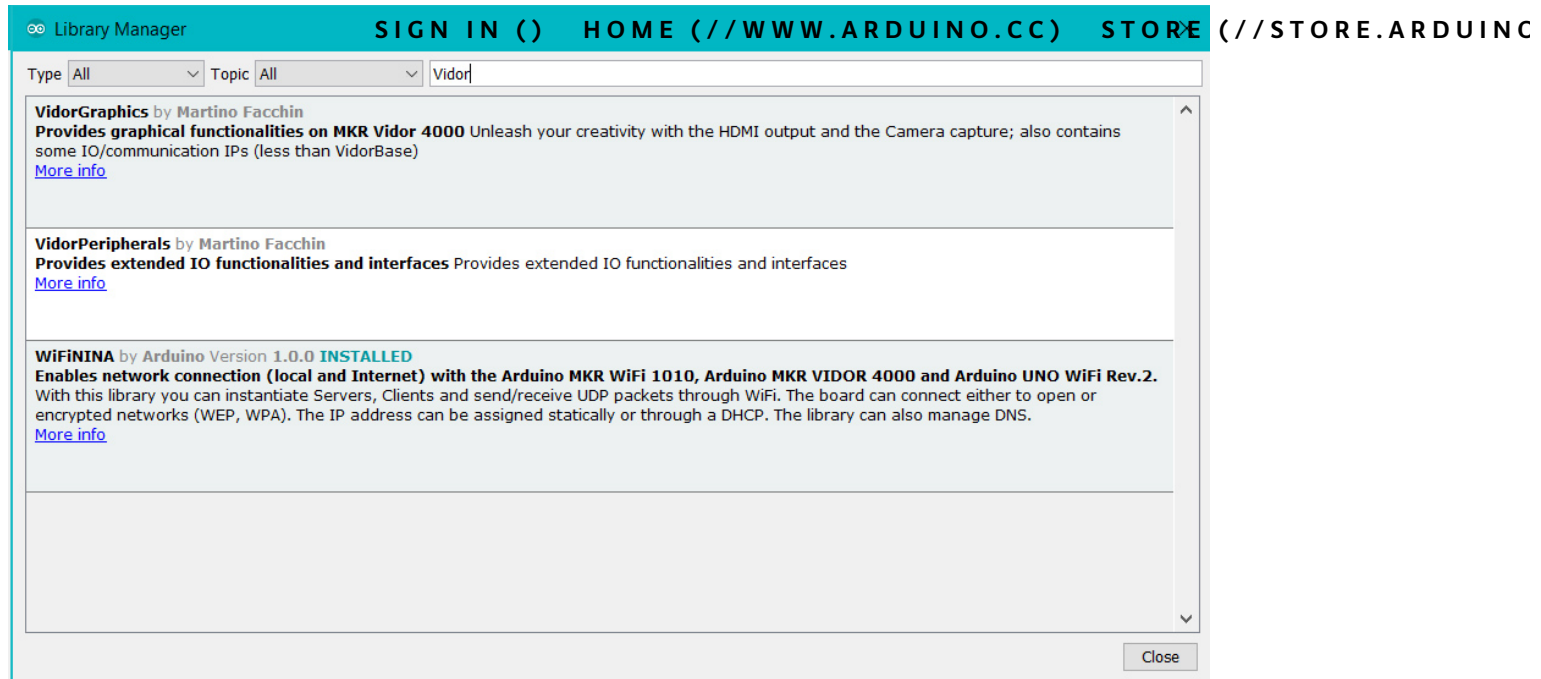 Library Manager SIGN IN () HOME (//WWW.ARDUINO.CC) STORE (//STORE.ARDUINO
Type All Topic All Vidor
VidorGraphics by Martino Facchin
Provides graphical functionalities on MKR Vidor 4000 Unleash your creativity with the HDMI output and the Camera capture; also contains
some IO/communication IPs (less than VidorBase)
More info
VidorPeripherals by Martino Facchin
Provides extended IO functionalities and interfaces Provides extended IO functionalities and interfaces
More info
WiFiNINA by Arduino Version 1.0.0 INSTALLED
Enables network connection (local and Internet) with the Arduino MKR WiFi 1010, Arduino MKR VIDOR 4000 and Arduino UNO WiFi Rev.2.
With this library you can instantiate Servers, Clients and send/receive UDP packets through WiFi. The board can connect either to open or
encrypted networks (WEP, WPA). The IP address can be assigned statically or through a DHCP. The library can also manage DNS.
More info
Close